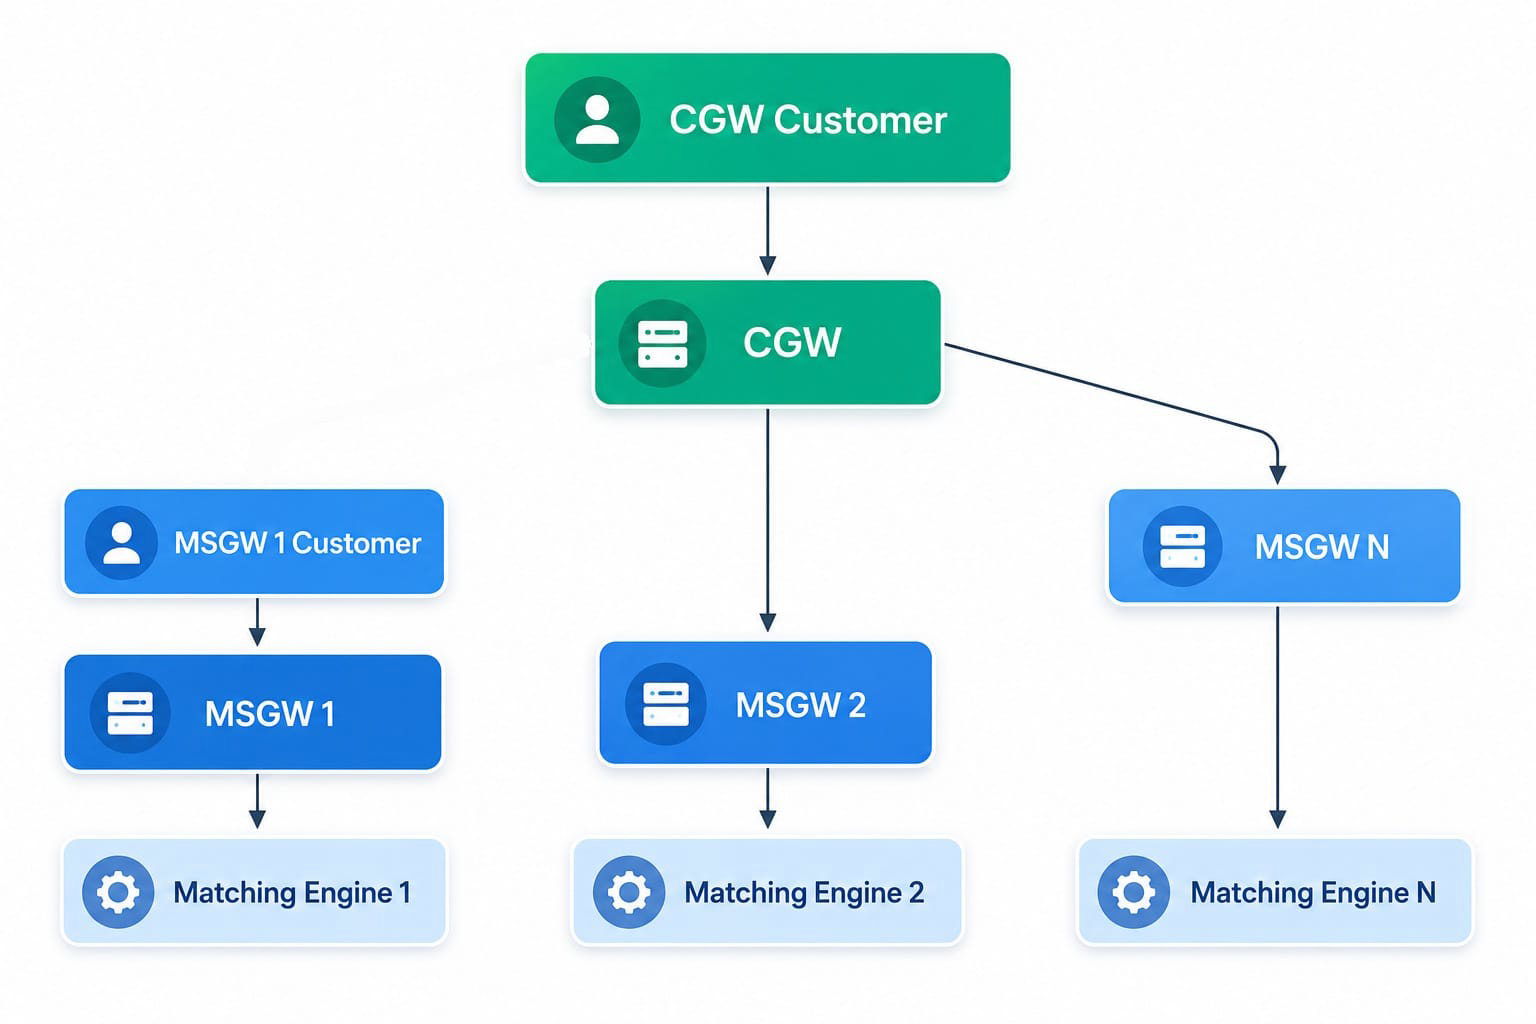 CGW Customer
CGW
MSGW 1 Customer
MSGW N
MSGW 1
MSGW 2
Matching Engine 1
Matching Engine 2
Matching Engine N